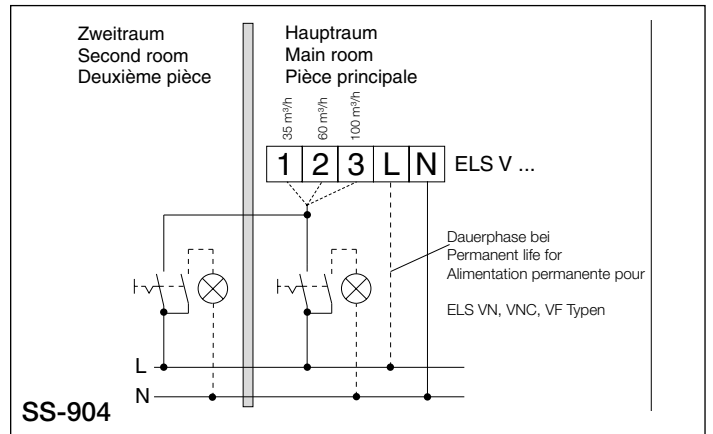 Zweitraum
Second room
Deuxième pièce
Hauptraum
Main room
Pièce principale
35 m³/h
60 m³/h
100 m³/h
1 2 3 L N ELS V ...
Dauerphase bei
Permanent life for
Alimentation permanente pour
ELS VN, VNC, VF Typen
L
N
SS-904